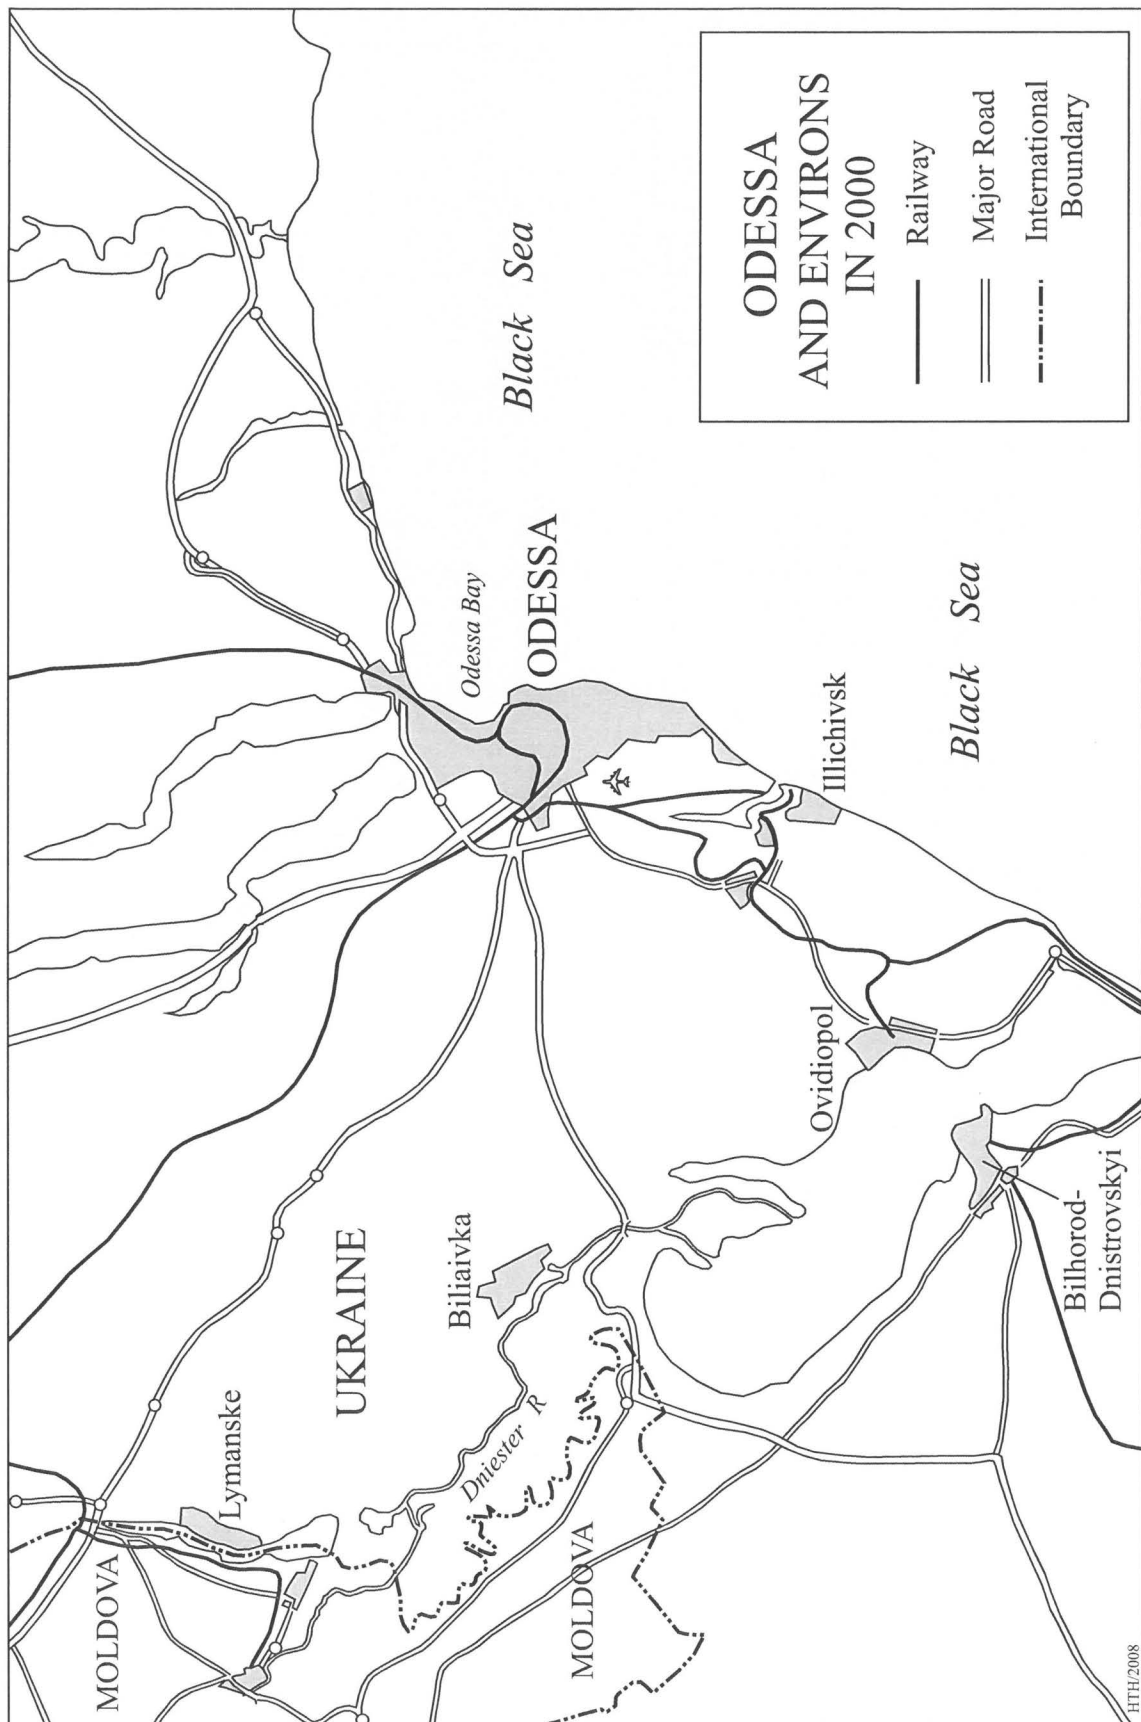 ODESSA
AND ENVIRONS
IN 2000
Railway
Major Road
International
Boundary
MOLDOVA
Lymanske
UKRAINE
Biliaivka
Dniester R
MOLDOVA
Odessa Bay
ODESSA
Black Sea
Illichivsk
Ovidiopol
Black Sea
Bilhorod-
Dnistrovskyi
HTH/2008